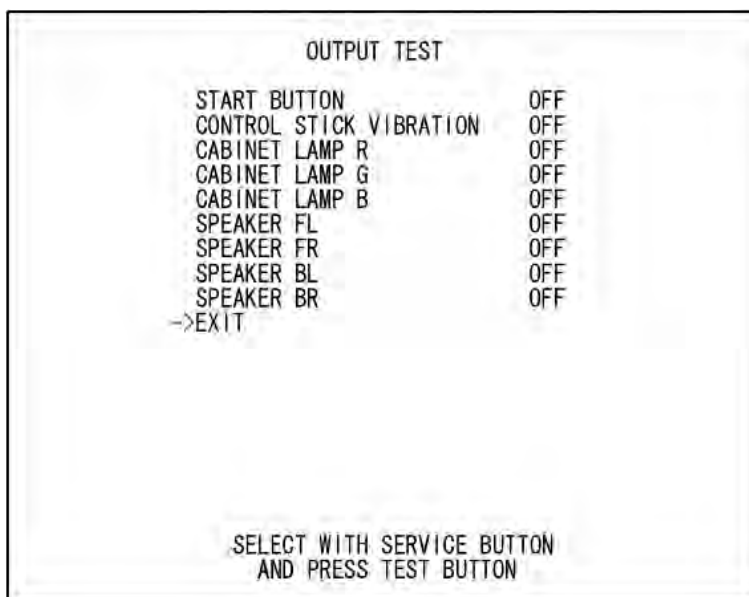 OUTPUT TEST
START BUTTON OFF
CONTROL STICK VIBRATION OFF
CABINET LAMP R OFF
CABINET LAMP G OFF
CABINET LAMP B OFF
SPEAKER FL OFF
SPEAKER FR OFF
SPEAKER BL OFF
SPEAKER BR OFF
->EXIT
SELECT WITH SERVICE BUTTON
AND PRESS TEST BUTTON